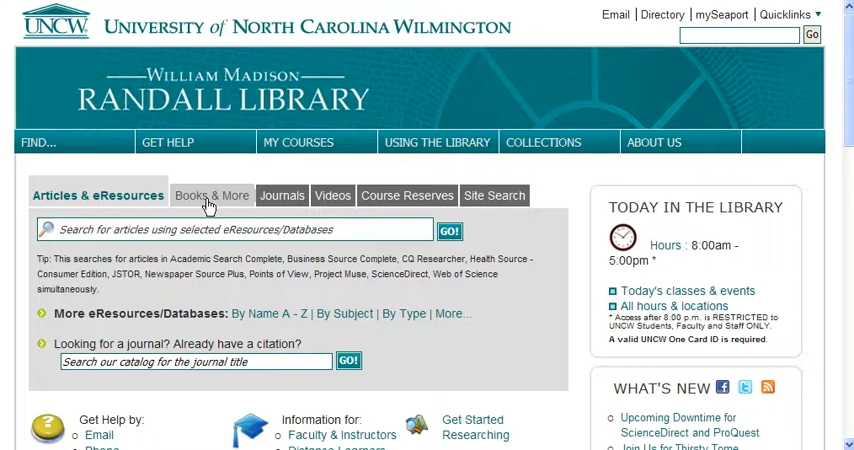 UNCW
UNIVERSITY of NORTH CAROLINA WILMINGTON
Email | Directory | mySeaport | Quicklinks
Go
WILLIAM MADISON
RANDALL LIBRARY
FIND... GET HELP MY COURSES USING THE LIBRARY COLLECTIONS ABOUT US
Articles & eResources Books & More Journals Videos Course Reserves Site Search
Search for articles using selected eResources/Databases GO!
Tip: This searches for articles in Academic Search Complete, Business Source Complete, CQ Researcher, Health Source -
Consumer Edition, JSTOR, Newspaper Source Plus, Points of View, Project Muse, ScienceDirect, Web of Science
simultaneously.
More eResources/Databases: By Name A - Z | By Subject | By Type | More...
Looking for a journal? Already have a citation?
Search our catalog for the journal title GO!
TODAY IN THE LIBRARY
Hours : 8:00am -
5:00pm *
Today's classes & events
All hours & locations
* Access after 8:00 p.m. is RESTRICTED to
UNCW Students, Faculty and Staff ONLY.
A valid UNCW One Card ID is required.
WHAT'S NEW
Upcoming Downtime for
ScienceDirect and ProQuest
Join Us for Thirsty Tome
Get Help by:
Email
Phone
Information for:
Faculty & Instructors
Distance Learners
Get Started
Researching